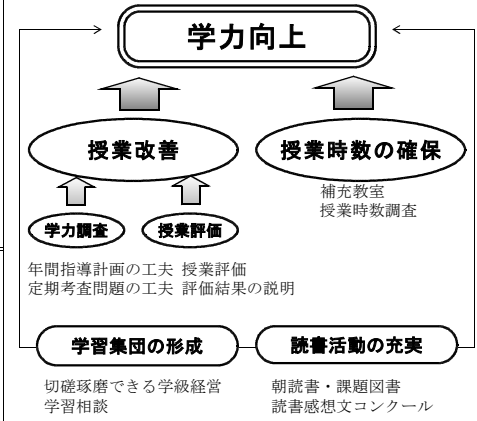 学力向上
授業改善
授業時数の確保
補充教室
授業時数調査
学力調査
授業評価
年間指導計画の工夫 授業評価
定期考査問題の工夫 評価結果の説明
学習集団の形成
読書活動の充実
切磋琢磨できる学級経営
学習相談
朝読書・課題図書
読書感想文コンクール